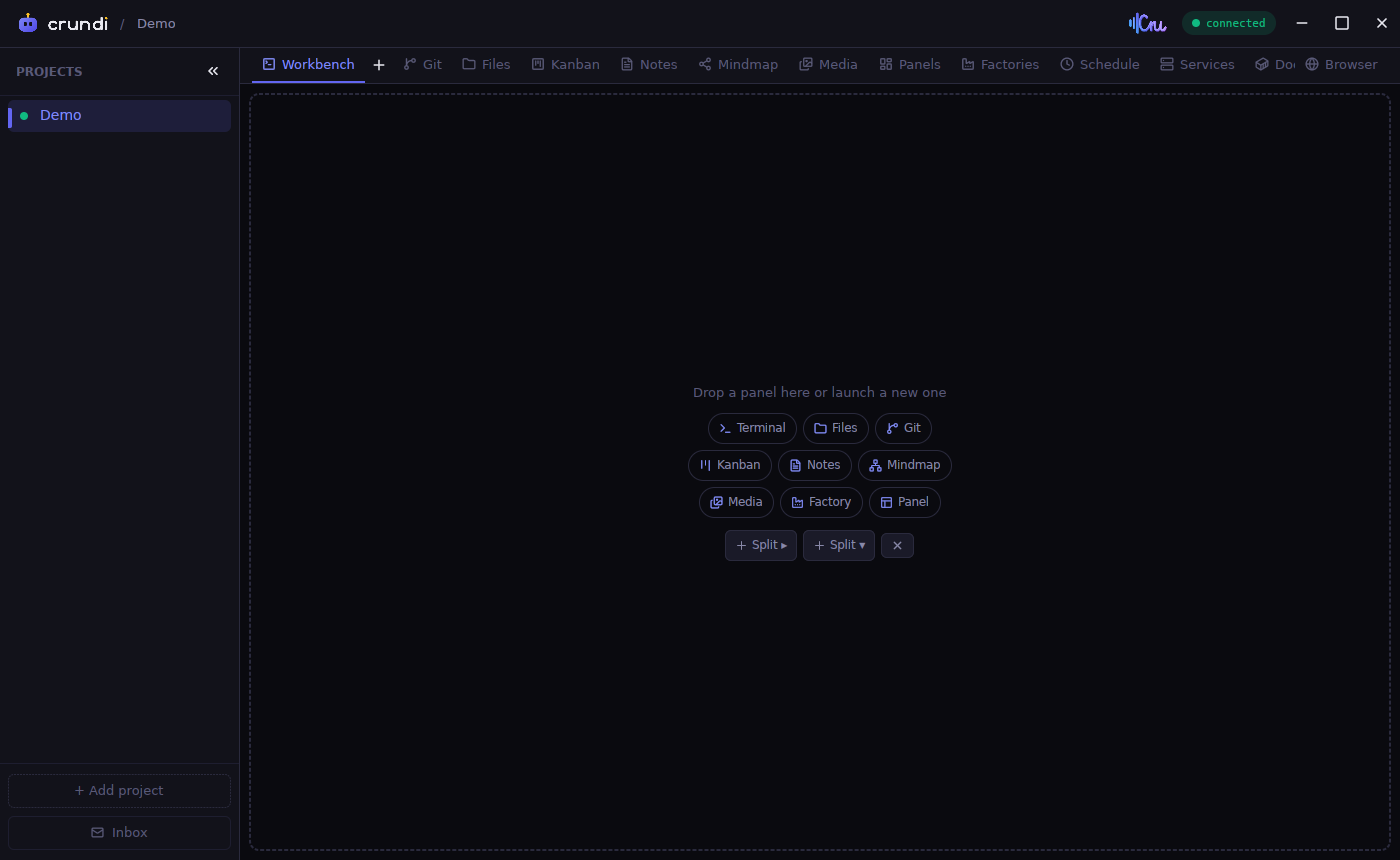 crundi / Demo
Cru
connected
PROJECTS
Workbench
Git
Files
Kanban
Notes
Mindmap
Media
Panels
Factories
Schedule
Services
Browser
Demo
Drop a panel here or launch a new one
Terminal
Files
Git
Kanban
Notes
Mindmap
Media
Factory
Panel
+ Split ▸
+ Split ▾
+ Add project
Inbox